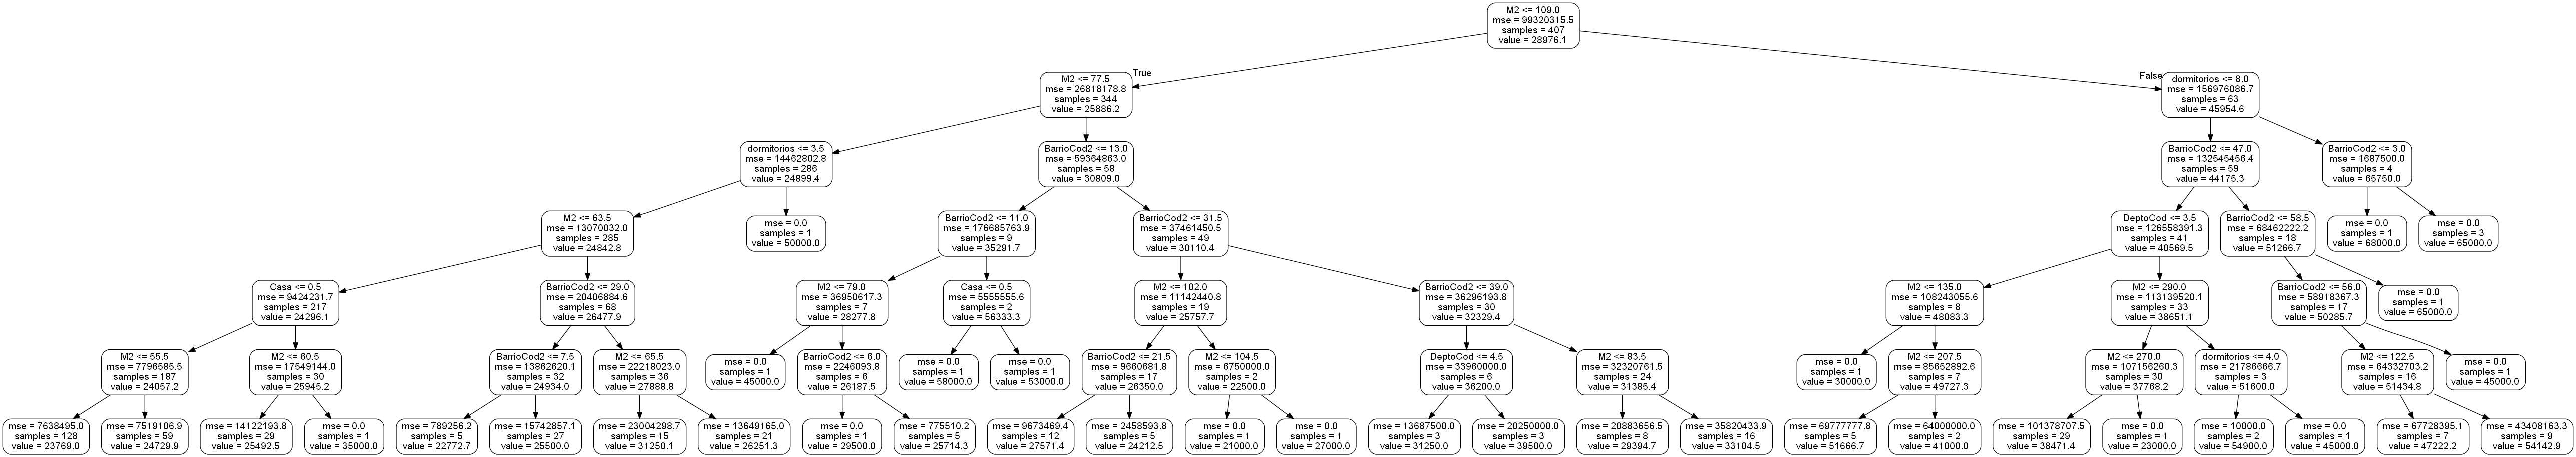 M2 <= 109.0
mse = 99320315.5
samples = 407
value = 28976.1
True
False
M2 <= 77.5
mse = 26818178.8
samples = 344
value = 25886.2
dormitorios <= 8.0
mse = 156976086.7
samples = 63
value = 45954.6
dormitorios <= 3.5
mse = 14462802.8
samples = 286
value = 24899.4
BarrioCod2 <= 13.0
mse = 59364863.0
samples = 58
value = 30809.0
BarrioCod2 <= 47.0
mse = 132545456.4
samples = 59
value = 44175.3
BarrioCod2 <= 3.0
mse = 1687500.0
samples = 4
value = 65750.0
M2 <= 63.5
mse = 13070032.0
samples = 285
value = 24842.8
mse = 0.0
samples = 1
value = 50000.0
BarrioCod2 <= 11.0
mse = 176685763.9
samples = 9
value = 35291.7
BarrioCod2 <= 31.5
mse = 37461450.5
samples = 49
value = 30110.4
DeptoCod <= 3.5
mse = 126558391.3
samples = 41
value = 40569.5
BarrioCod2 <= 58.5
mse = 68462222.2
samples = 18
value = 51266.7
mse = 0.0
samples = 1
value = 68000.0
mse = 0.0
samples = 3
value = 65000.0
Casa <= 0.5
mse = 9424231.7
samples = 217
value = 24296.1
BarrioCod2 <= 29.0
mse = 20406884.6
samples = 68
value = 26477.9
M2 <= 79.0
mse = 36950617.3
samples = 7
value = 28277.8
Casa <= 0.5
mse = 5555555.6
samples = 2
value = 56333.3
M2 <= 102.0
mse = 11142440.8
samples = 19
value = 25757.7
BarrioCod2 <= 39.0
mse = 36296193.8
samples = 30
value = 32329.4
M2 <= 135.0
mse = 108243055.6
samples = 8
value = 48083.3
M2 <= 290.0
mse = 113139520.1
samples = 33
value = 38651.1
BarrioCod2 <= 56.0
mse = 58918367.3
samples = 17
value = 50285.7
mse = 0.0
samples = 1
value = 65000.0
M2 <= 55.5
mse = 7796585.5
samples = 187
value = 24057.2
M2 <= 60.5
mse = 17549144.0
samples = 30
value = 25945.2
BarrioCod2 <= 7.5
mse = 13862620.1
samples = 32
value = 24934.0
M2 <= 65.5
mse = 22218023.0
samples = 36
value = 27888.8
mse = 0.0
samples = 1
value = 45000.0
BarrioCod2 <= 6.0
mse = 2246093.8
samples = 6
value = 26187.5
mse = 0.0
samples = 1
value = 58000.0
mse = 0.0
samples = 1
value = 53000.0
BarrioCod2 <= 21.5
mse = 9660681.8
samples = 17
value = 26350.0
M2 <= 104.5
mse = 6750000.0
samples = 2
value = 22500.0
DeptoCod <= 4.5
mse = 33960000.0
samples = 6
value = 36200.0
M2 <= 83.5
mse = 32320761.5
samples = 24
value = 31385.4
mse = 0.0
samples = 1
value = 30000.0
M2 <= 207.5
mse = 85652892.6
samples = 7
value = 49727.3
M2 <= 270.0
mse = 107156260.3
samples = 30
value = 37768.2
dormitorios <= 4.0
mse = 21786666.7
samples = 3
value = 51600.0
M2 <= 122.5
mse = 64332703.2
samples = 16
value = 51434.8
mse = 0.0
samples = 1
value = 45000.0
mse = 7638495.0
samples = 128
value = 23769.0
mse = 7519106.9
samples = 59
value = 24729.9
mse = 14122193.8
samples = 29
value = 25492.5
mse = 0.0
samples = 1
value = 35000.0
mse = 789256.2
samples = 5
value = 22772.7
mse = 15742857.1
samples = 27
value = 25500.0
mse = 23004298.7
samples = 15
value = 31250.1
mse = 13649165.0
samples = 21
value = 26251.3
mse = 0.0
samples = 1
value = 29500.0
mse = 775510.2
samples = 5
value = 25714.3
mse = 9673469.4
samples = 12
value = 27571.4
mse = 2458593.8
samples = 5
value = 24212.5
mse = 0.0
samples = 1
value = 21000.0
mse = 0.0
samples = 1
value = 27000.0
mse = 13687500.0
samples = 3
value = 31250.0
mse = 20250000.0
samples = 3
value = 39500.0
mse = 20883656.5
samples = 8
value = 29394.7
mse = 35820433.9
samples = 16
value = 33104.5
mse = 69777777.8
samples = 5
value = 51666.7
mse = 64000000.0
samples = 2
value = 41000.0
mse = 101378707.5
samples = 29
value = 38471.4
mse = 0.0
samples = 1
value = 23000.0
mse = 10000.0
samples = 2
value = 54900.0
mse = 0.0
samples = 1
value = 45000.0
mse = 67728395.1
samples = 7
value = 47222.2
mse = 43408163.3
samples = 9
value = 54142.9